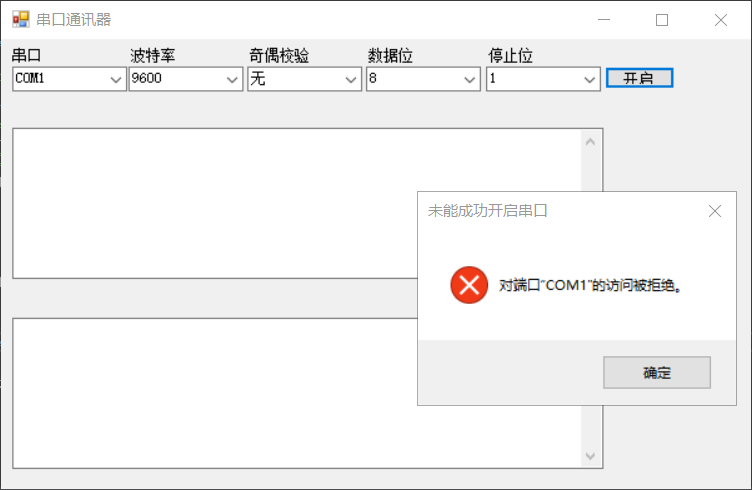 串口通讯器
串口 波特率 奇偶校验 数据位 停止位
COM1 9600 无 8 1 开启
未能成功开启串口
对端口“COM1”的访问被拒绝。
确定